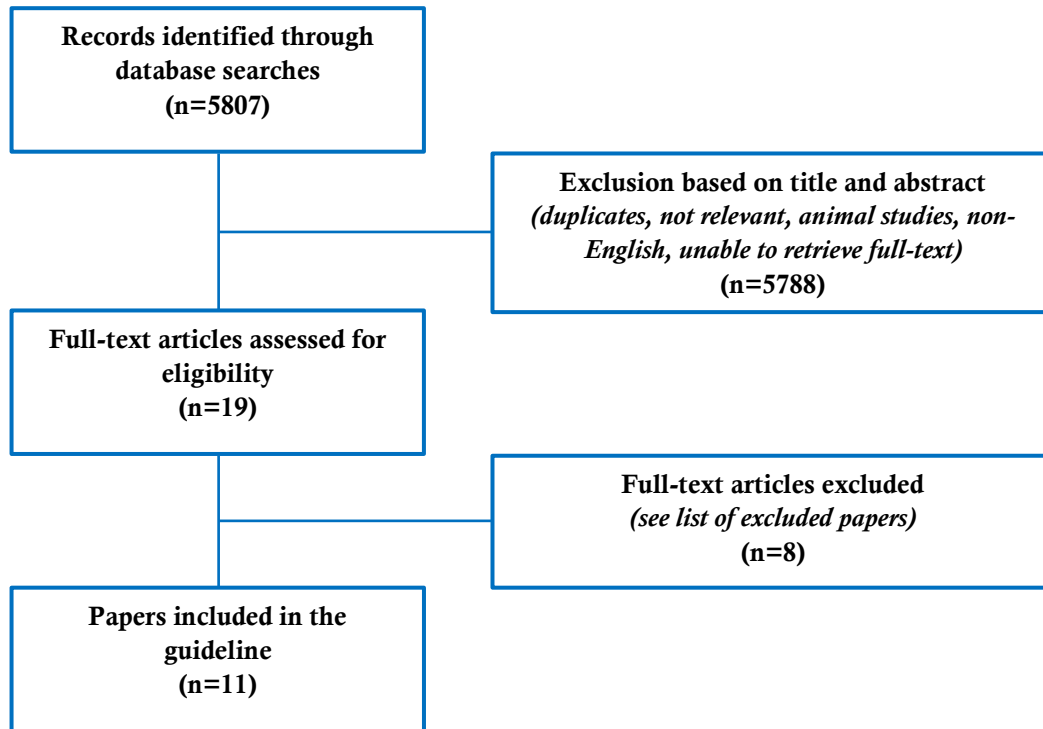 Records identified through
database searches
(n=5807)
Exclusion based on title and abstract
(duplicates, not relevant, animal studies, non-
English, unable to retrieve full-text)
(n=5788)
Full-text articles assessed for
eligibility
(n=19)
Full-text articles excluded
(see list of excluded papers)
(n=8)
Papers included in the
guideline
(n=11)